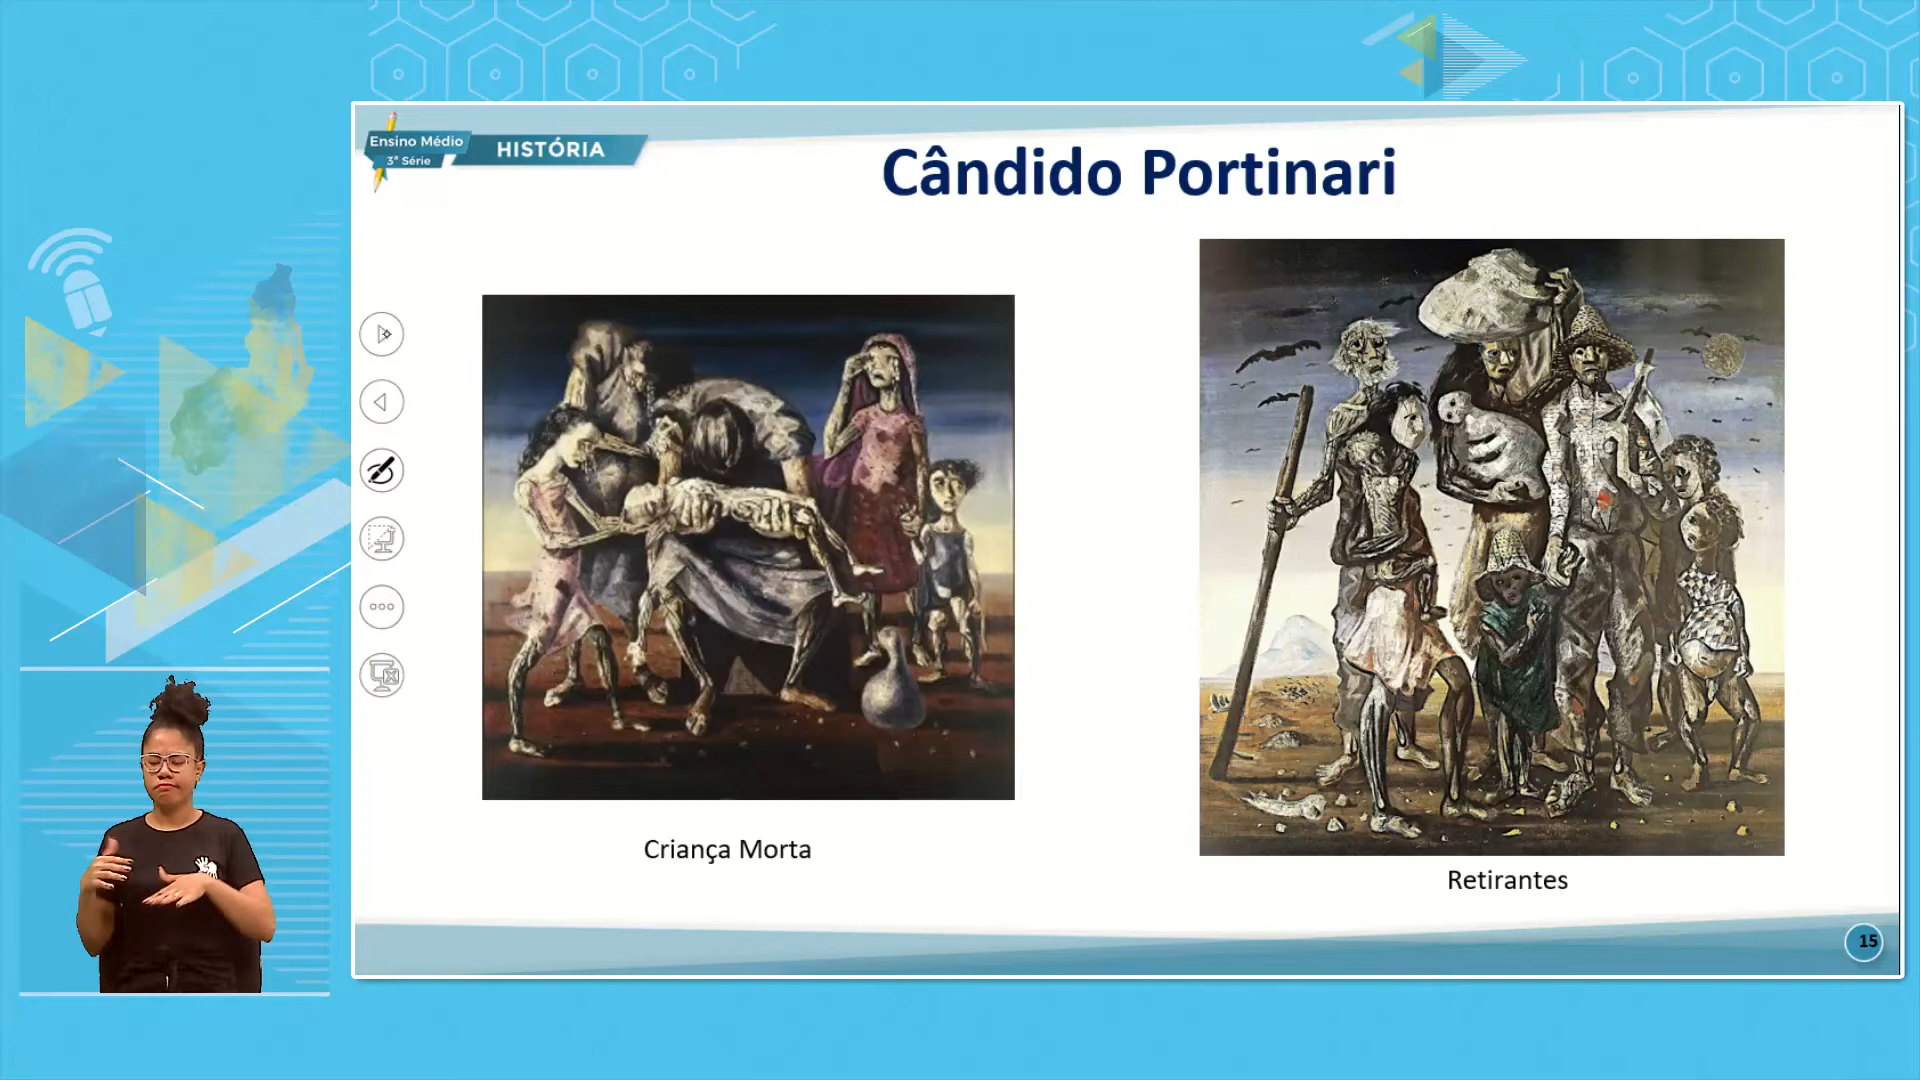 Ensino Médio
3ª Série
HISTÓRIA
Cândido Portinari
Criança Morta
Retirantes
15